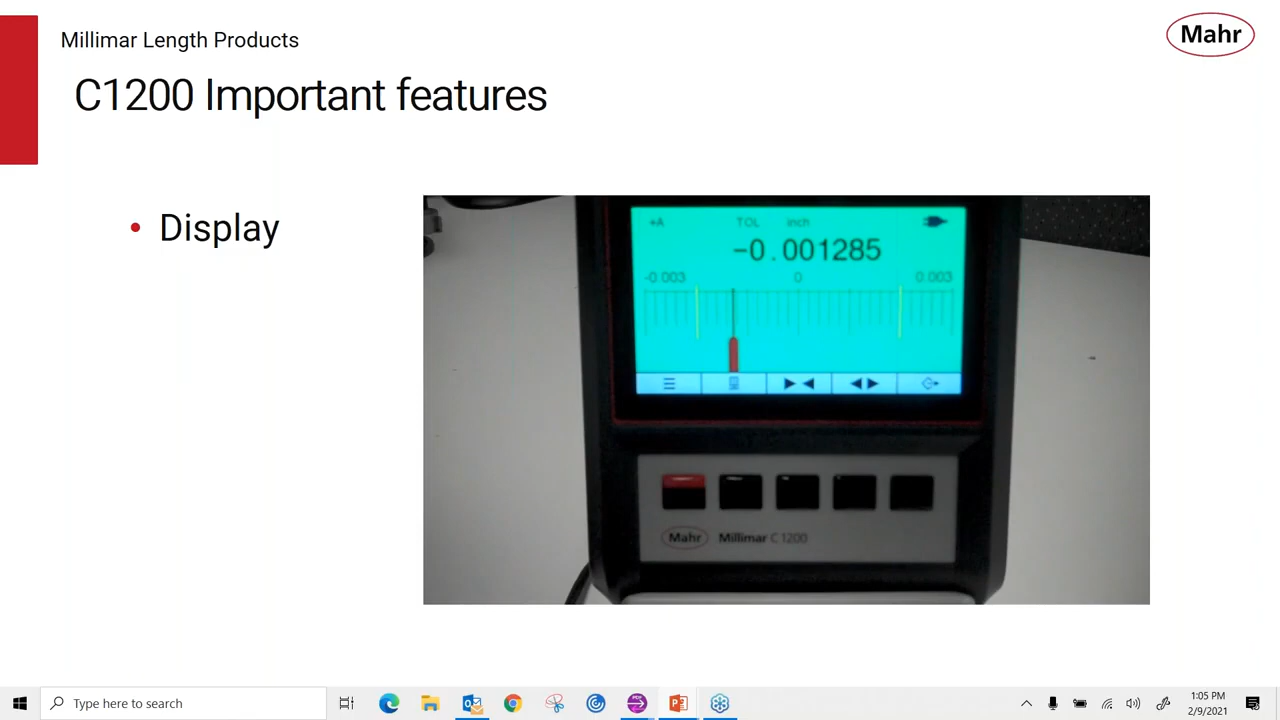 Millimar Length Products
Mahr
C1200 Important features
• Display
+A TOL inch
-0.001285
-0.003 0 0.003
Mahr Millimar C 1200
Type here to search
1:05 PM
2/9/2021